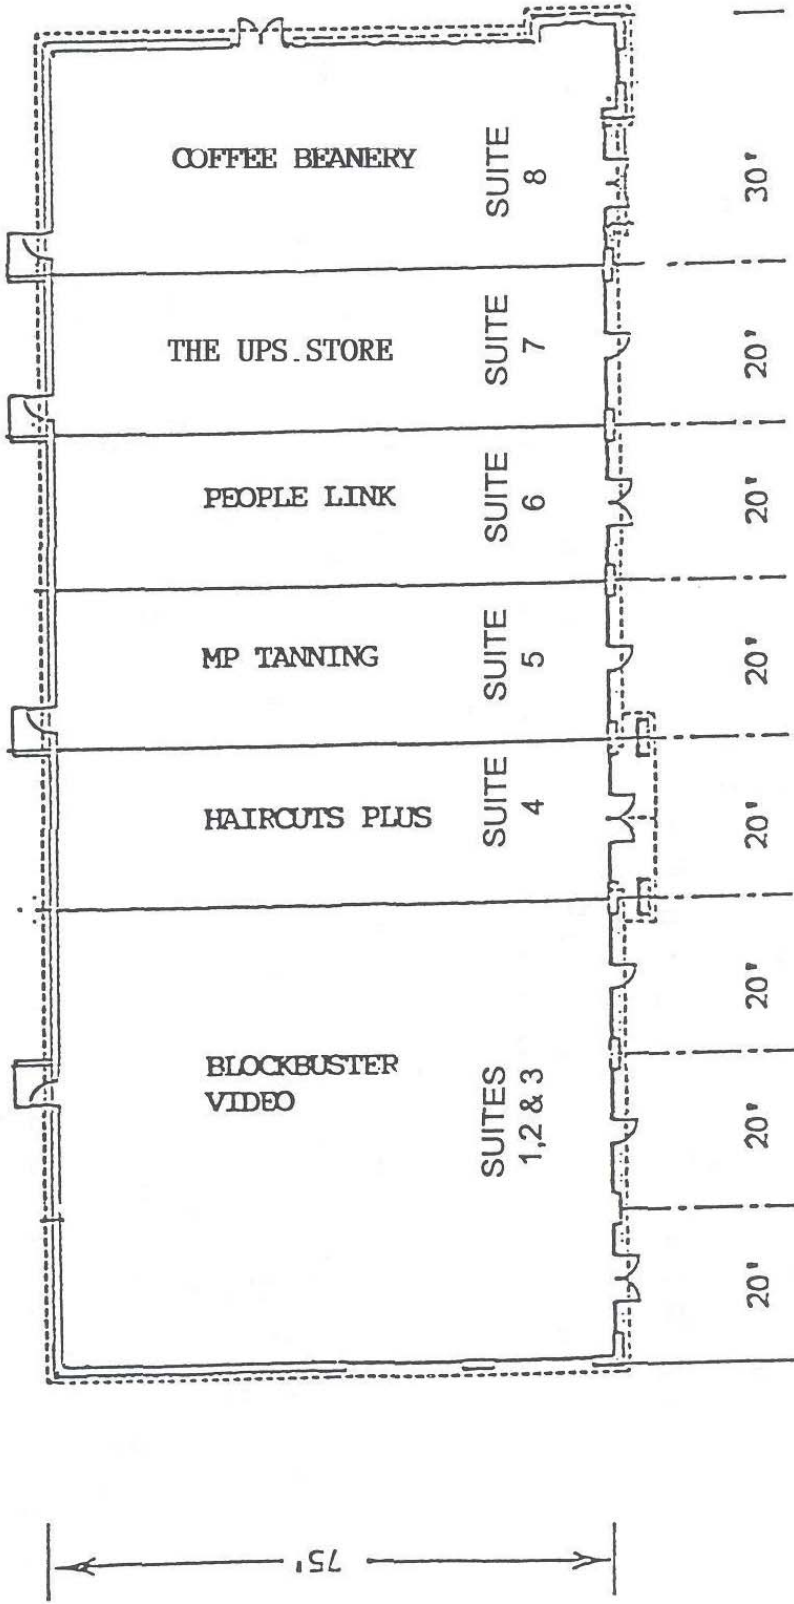 COFFEE BEANERY
SUITE
8
30'
THE UPS.STORE
SUITE
7
20'
PEOPLE LINK
SUITE
6
20'
MP TANNING
SUITE
5
20'
HAIRCUTS PLUS
SUITE
4
20'
20'
BLOCKBUSTER
VIDEO
SUITES
1,2 & 3
20'
20'
75'